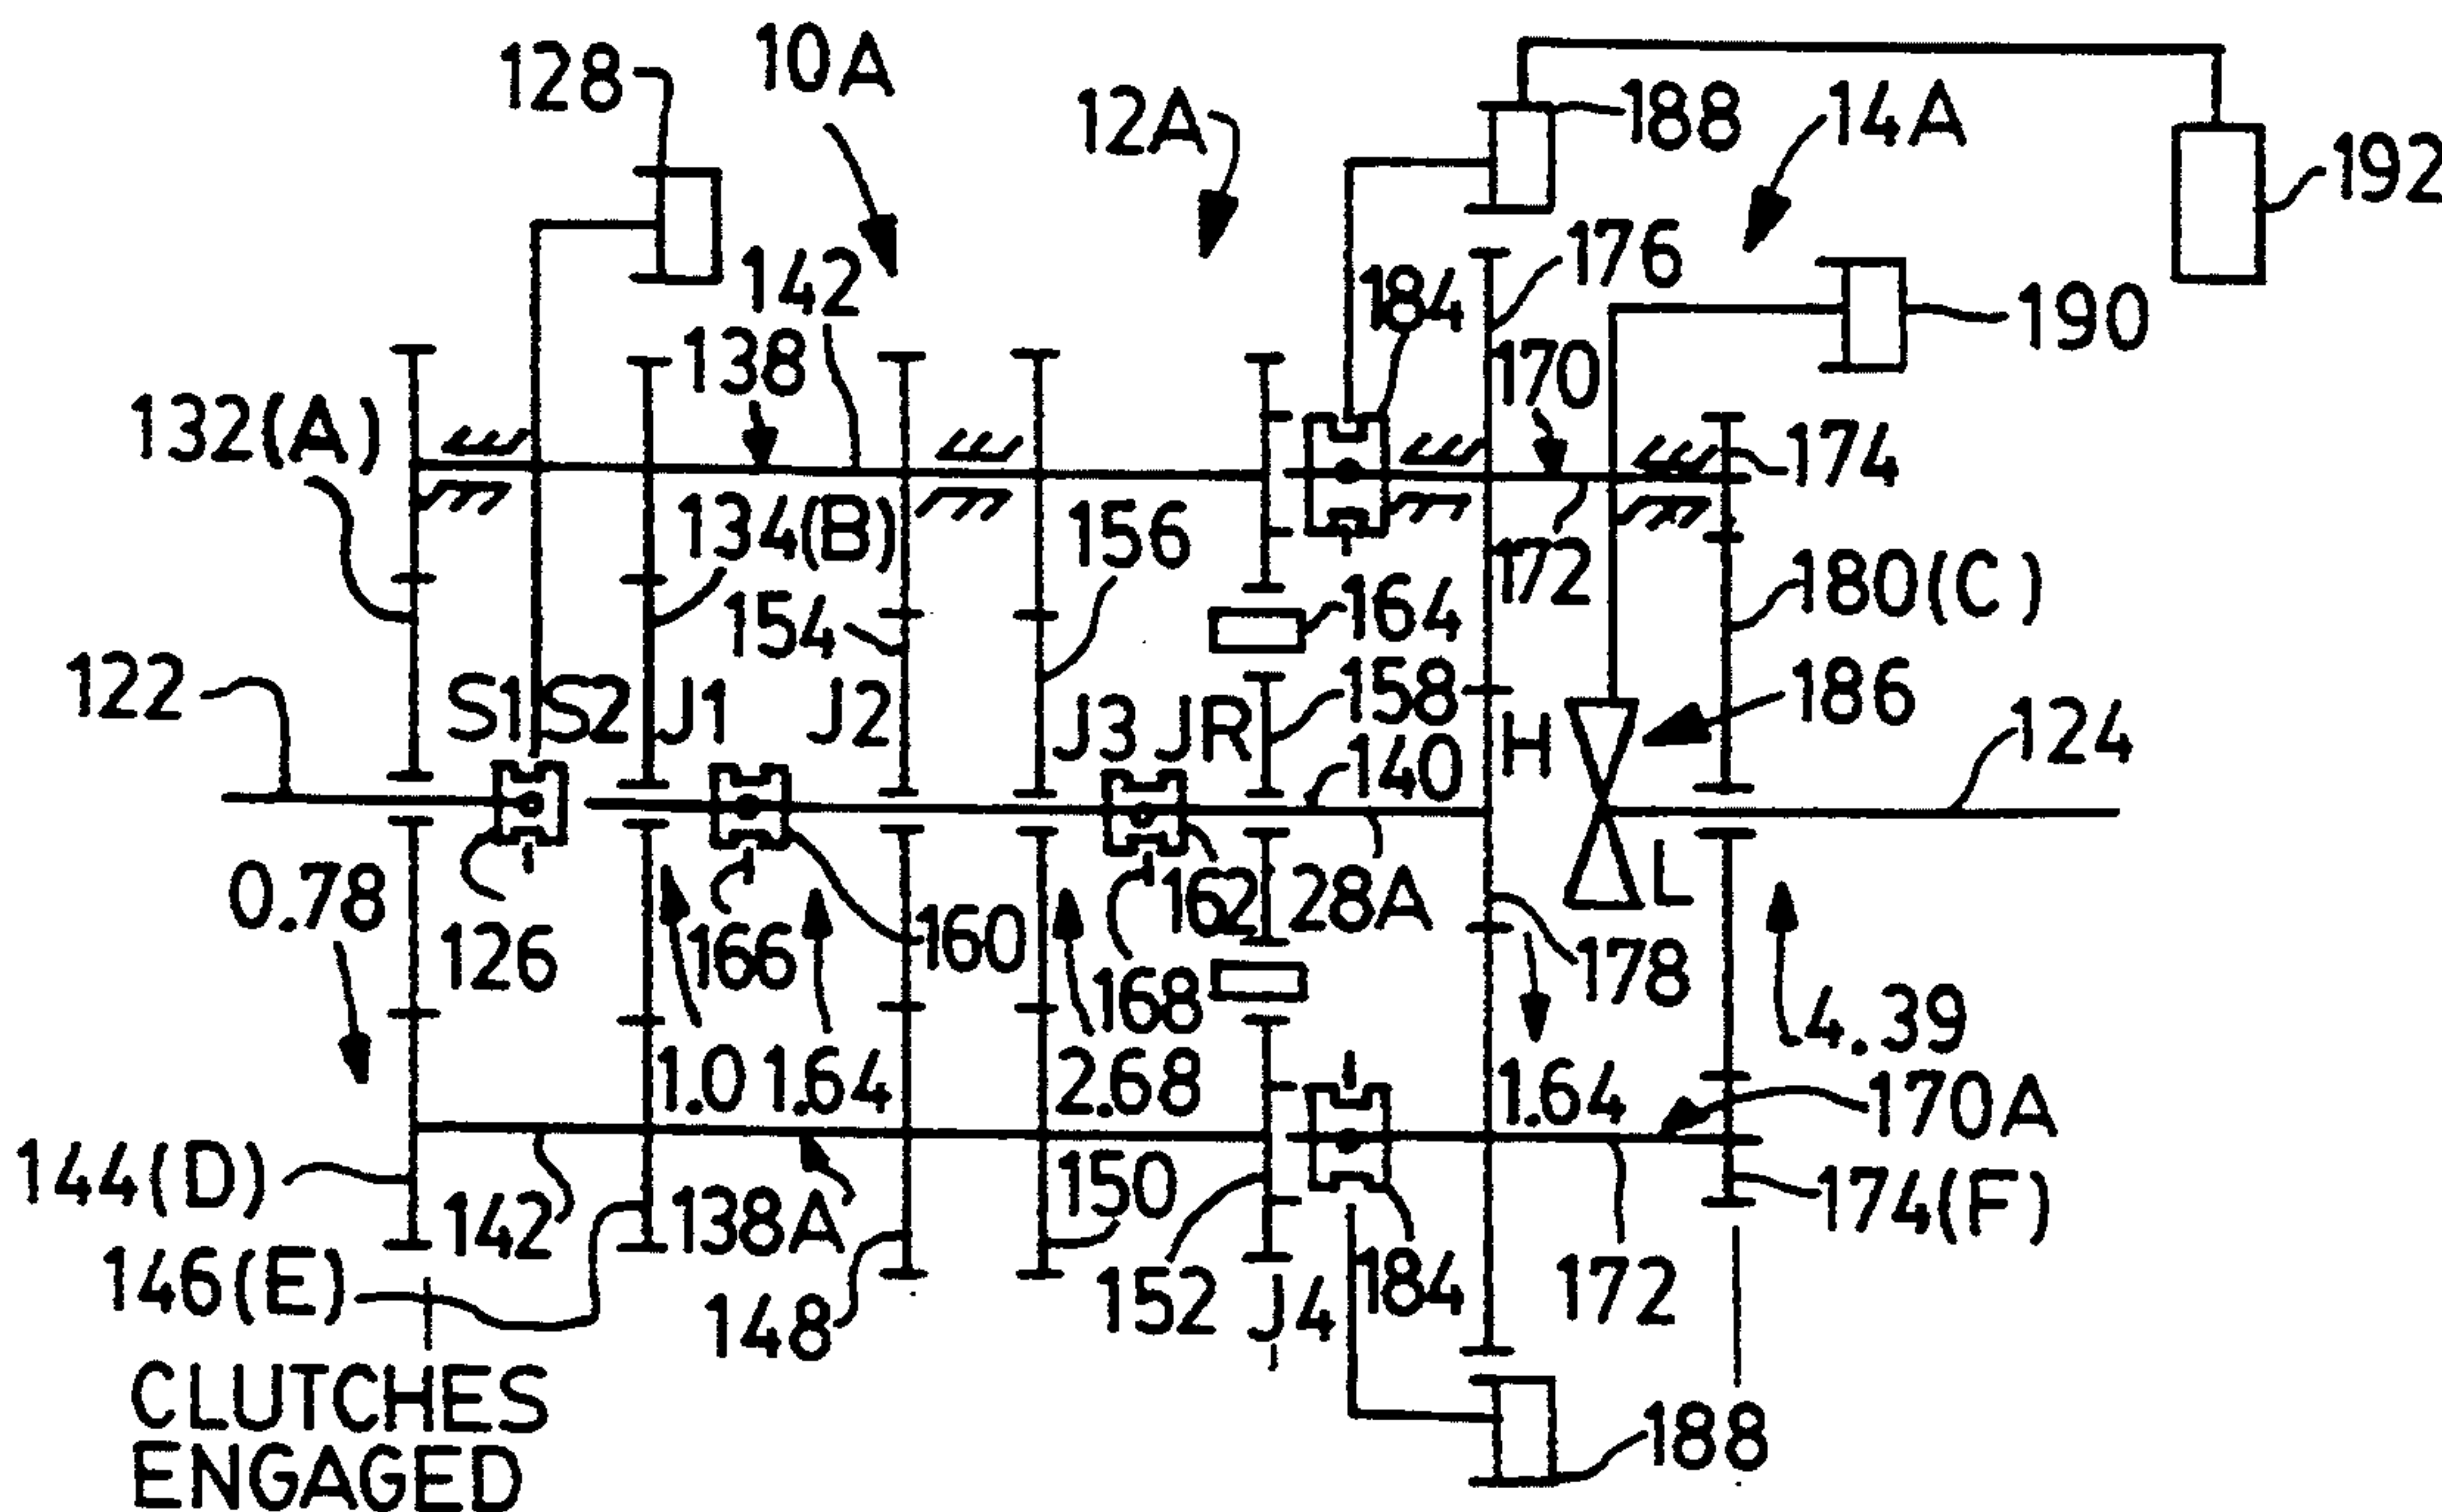 128
10A
12A
188
14A
192
142
184
176
190
138
170
132(A)
174
134(B)
156
172
180(C)
154
164
122
S1
S2
J1
J2
J3
JR
158
H
186
124
140
0.78
126
166
160
162
28A
L
168
178
4.39
1.0
1.64
2.68
1.64
170A
144(D)
142
138A
150
174(F)
146(E)
148
152
J4
184
172
CLUTCHES
ENGAGED
188